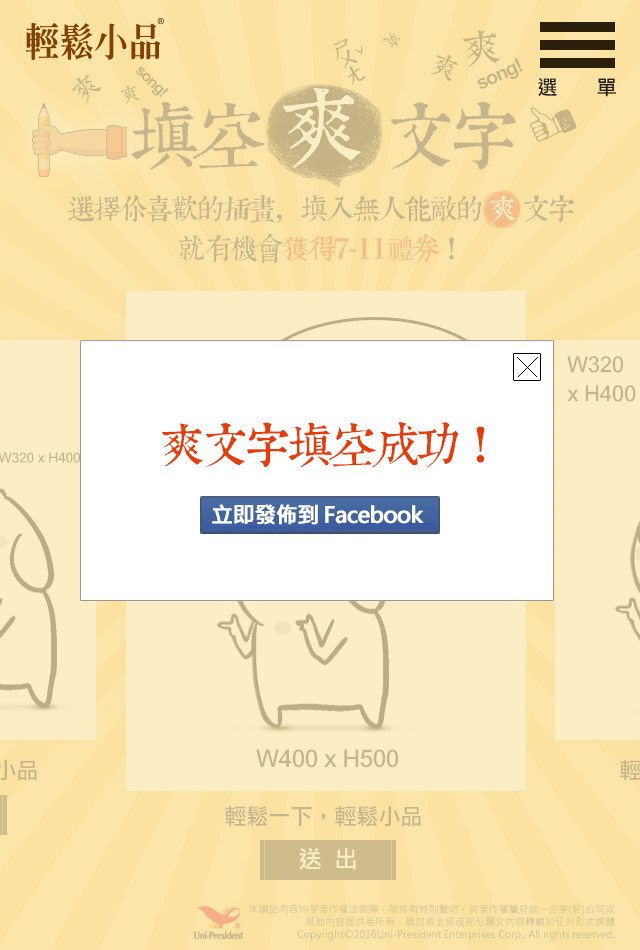 輕鬆小品®
選 單
ㄕㄨㄤ
爽
song!
爽
爽
爽
song!
填空爽文字
選擇你喜歡的插畫，填入無人能敵的爽文字
就有機會獲得7-11禮券！
W320
x H400
W320 x H400
爽文字填空成功！
立即發佈到 Facebook
W400 x H500
小品
輕
輕鬆一下，輕鬆小品
送 出
本網站內容均受著作權法保障，除非有特別聲明，其著作權屬於統一企業(股)公司或
其他內容提供者所有，請勿將全部或部分圖文內容轉載於任何形式媒體
Copyright©2016Uni-President Enterprises Corp., All rights reserved.
Uni-President